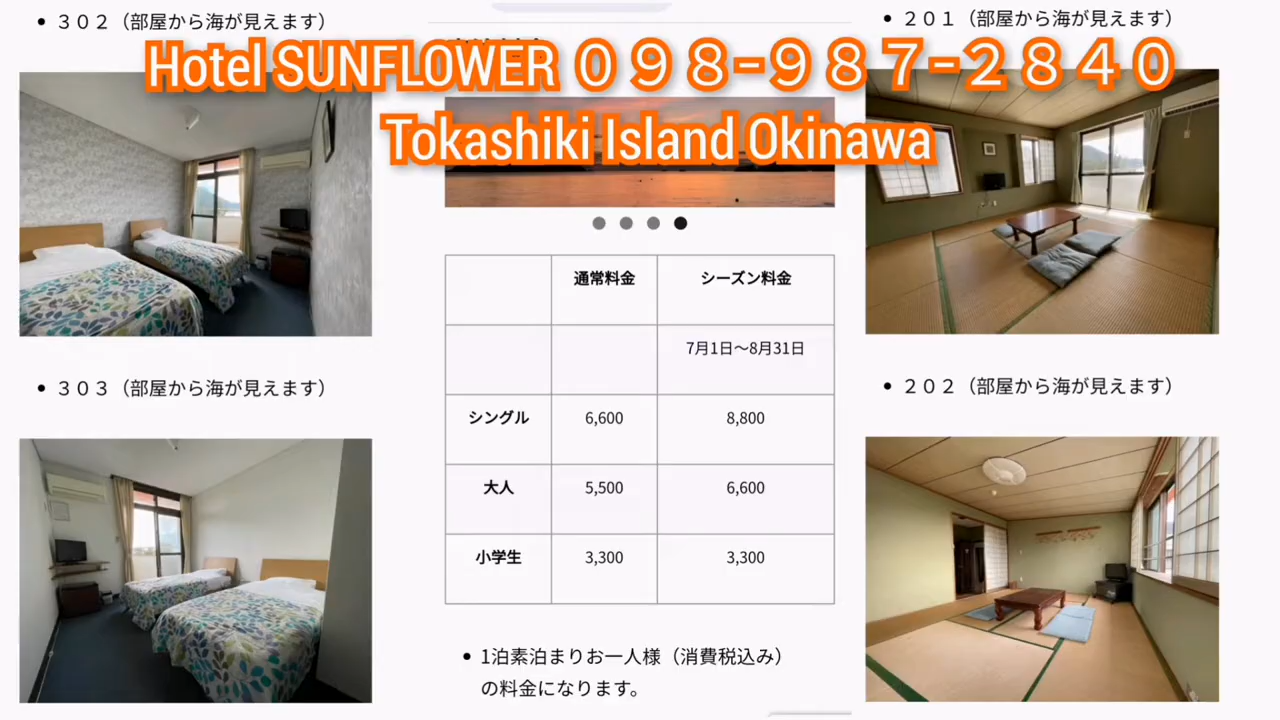 Hotel SUNFLOWER ０９８-９８７-２８４０
Tokashiki Island Okinawa
・３０２（部屋から海が見えます）
・３０３（部屋から海が見えます）
通常料金 シーズン料金
7月1日〜8月31日
シングル 6,600 8,800
大人 5,500 6,600
小学生 3,300 3,300
・1泊素泊まりお一人様（消費税込み）
の料金になります。
・２０１（部屋から海が見えます）
・２０２（部屋から海が見えます）